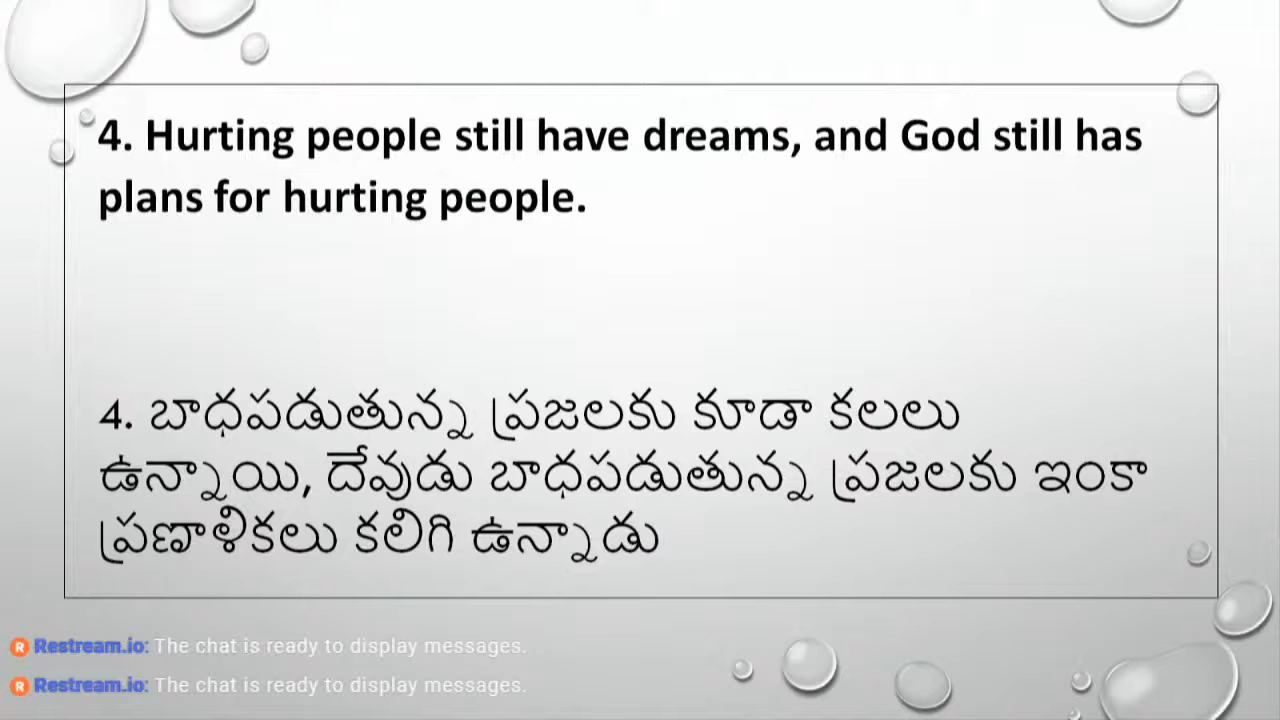 4. Hurting people still have dreams, and God still has
plans for hurting people.
4. బాధపడుతున్న ప్రజలకు కూడా కలలు
ఉన్నాయి, దేవుడు బాధపడుతున్న ప్రజలకు ఇంకా
ప్రణాళికలు కలిగి ఉన్నాడు
R Restream.io: The chat is ready to display messages.
R Restream.io: The chat is ready to display messages.